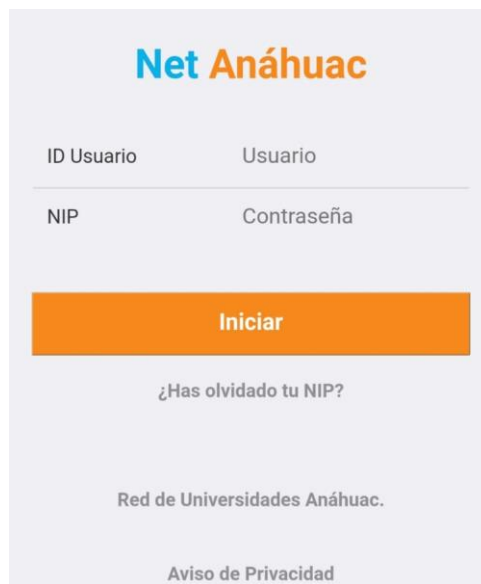 Net Anáhuac
ID Usuario Usuario
NIP Contraseña
Iniciar
¿Has olvidado tu NIP?
Red de Universidades Anáhuac.
Aviso de Privacidad